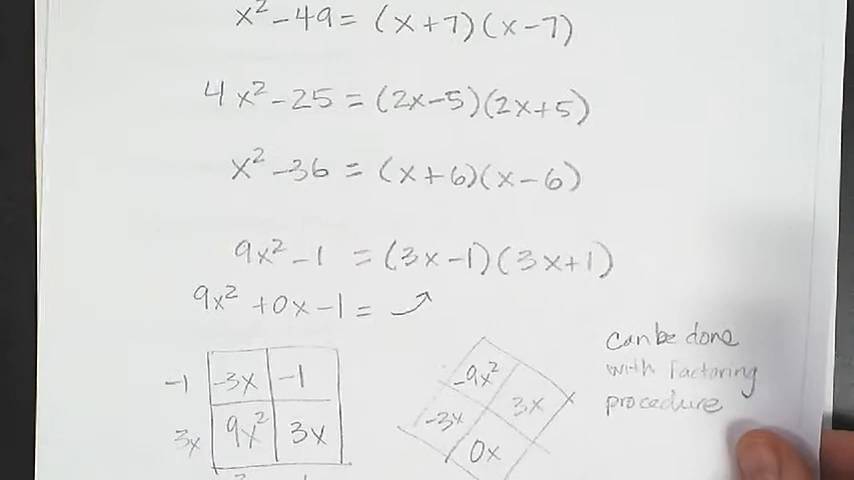 x² - 49 = (x+7)(x-7)
4x² - 25 = (2x-5)(2x+5)
x² - 36 = (x+6)(x-6)
9x² - 1 = (3x-1)(3x+1)
9x² + 0x - 1 =
-1 -3x -1
3x 9x² 3x
-9x²
-3x 3x
0x
can be done
with factoring
procedure